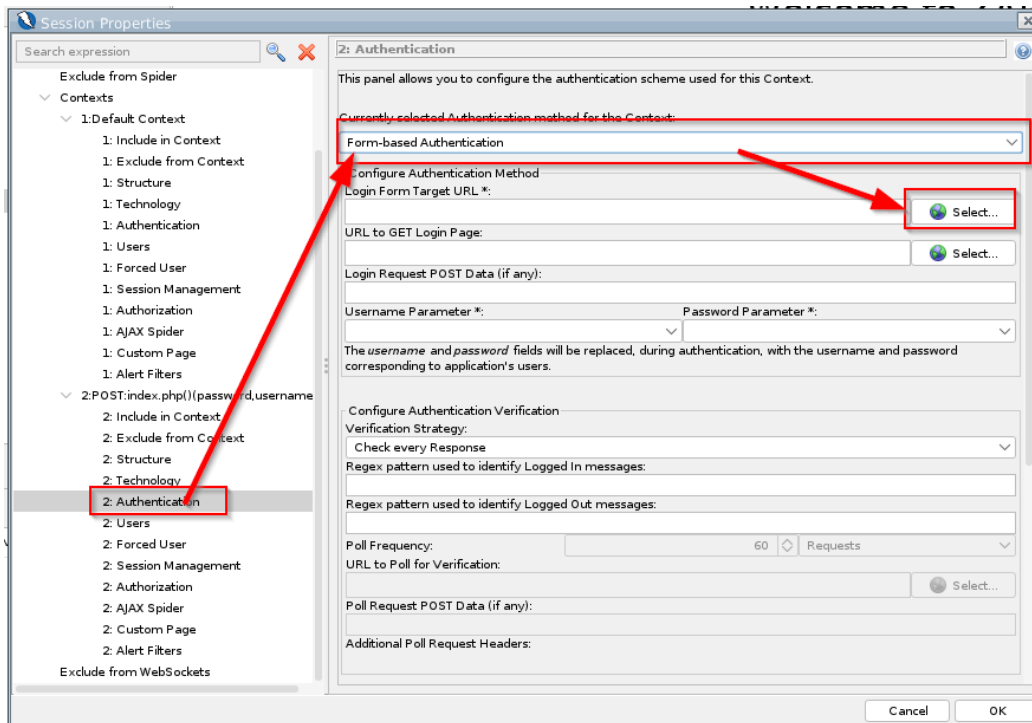 Session Properties
Search expression
Exclude from Spider
Contexts
1:Default Context
1: Include in Context
1: Exclude from Context
1: Structure
1: Technology
1: Authentication
1: Users
1: Forced User
1: Session Management
1: Authorization
1: AJAX Spider
1: Custom Page
1: Alert Filters
2:POST:index.php()(password,username
2: Include in Context
2: Exclude from Context
2: Structure
2: Technology
2: Authentication
2: Users
2: Forced User
2: Session Management
2: Authorization
2: AJAX Spider
2: Custom Page
2: Alert Filters
Exclude from WebSockets
2: Authentication
This panel allows you to configure the authentication scheme used for this Context.
Currently selected Authentication method for the Context:
Form-based Authentication
Configure Authentication Method
Login Form Target URL *:
Select...
URL to GET Login Page:
Select...
Login Request POST Data (if any):
Username Parameter *: Password Parameter *:
The username and password fields will be replaced, during authentication, with the username and password
corresponding to application's users.
Configure Authentication Verification
Verification Strategy:
Check every Response
Regex pattern used to identify Logged In messages:
Regex pattern used to identify Logged Out messages:
Poll Frequency: 60 Requests
URL to Poll for Verification:
Select...
Poll Request POST Data (if any):
Additional Poll Request Headers:
Cancel OK